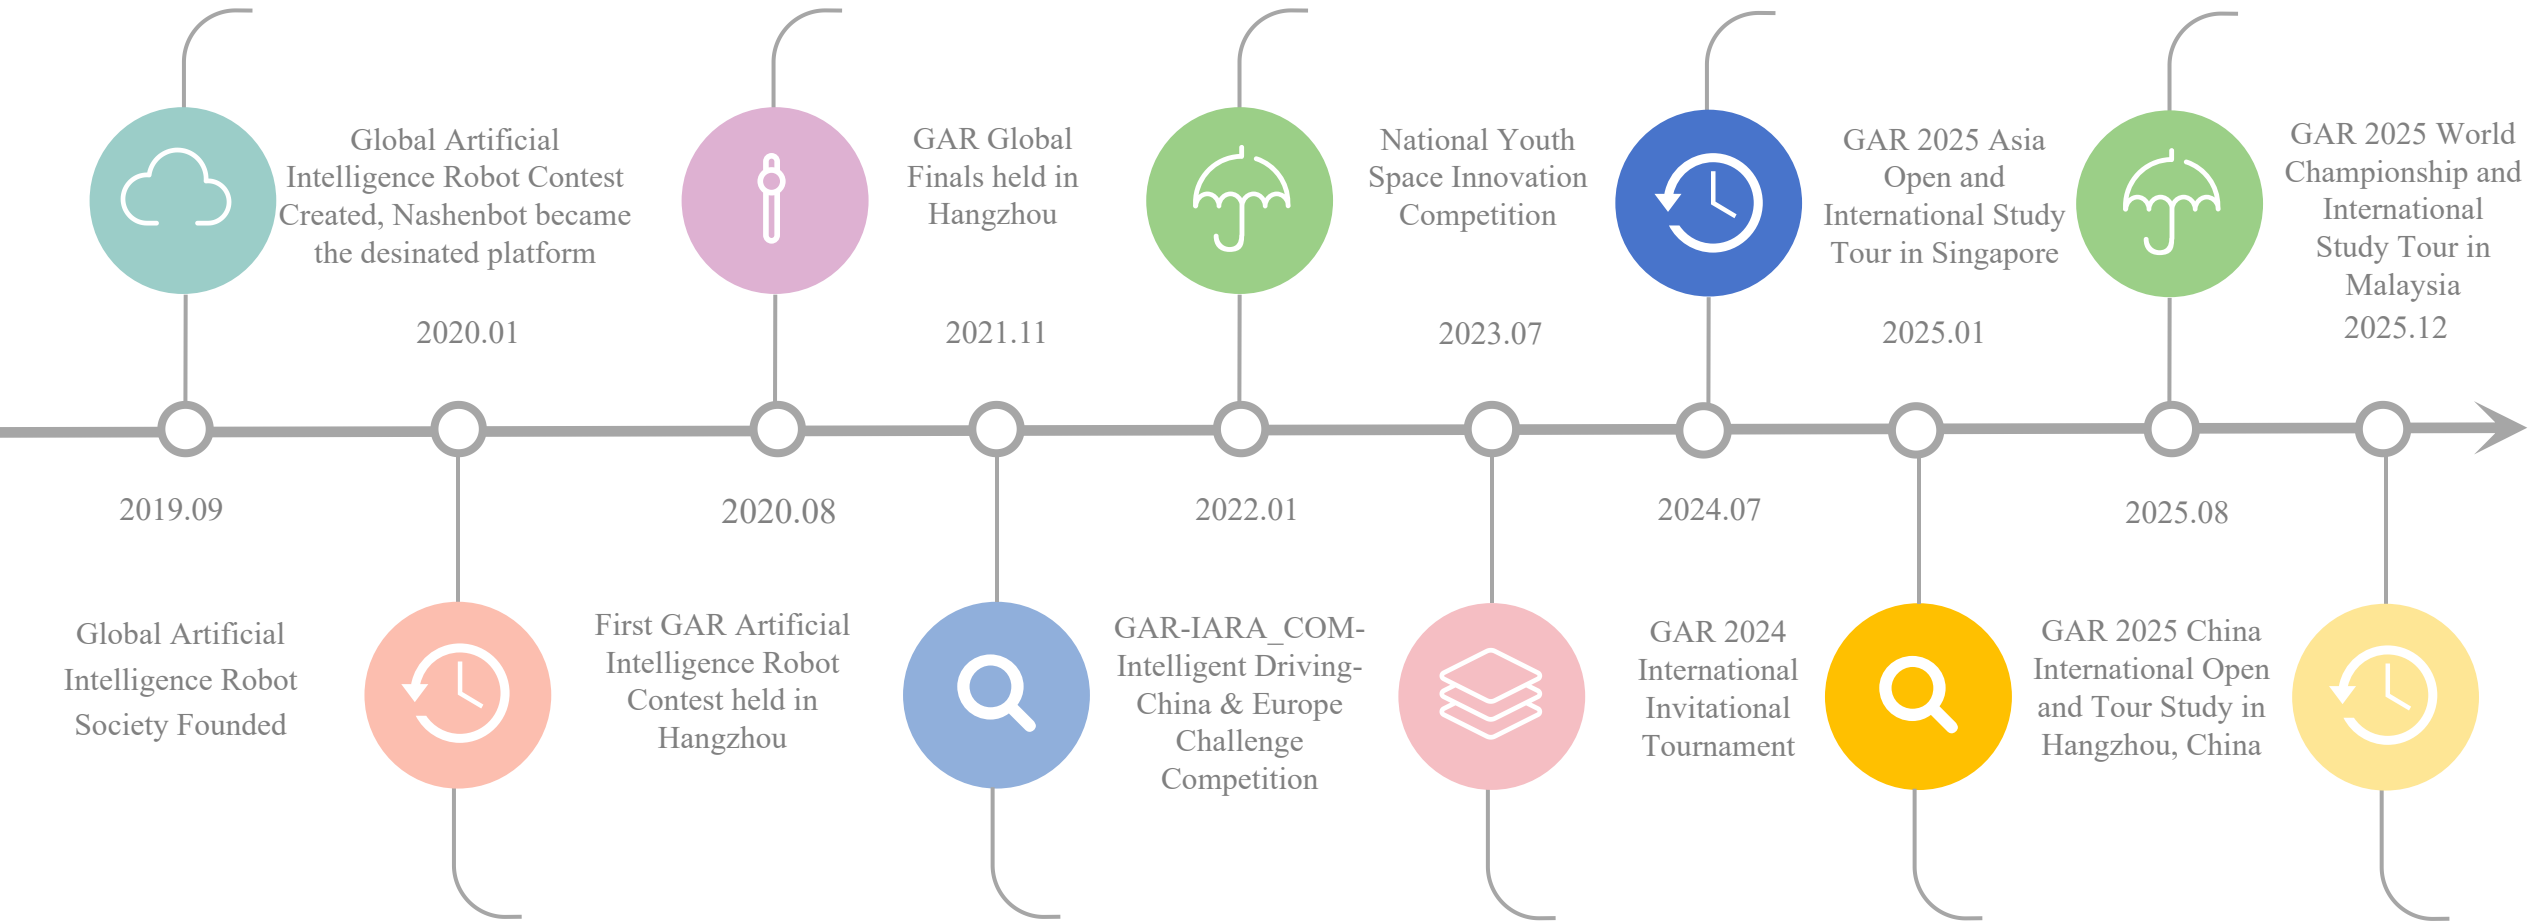 Global Artificial
Intelligence Robot Contest
Created, Nashenbot became
the desinated platform
2020.01
GAR Global
Finals held in
Hangzhou
2021.11
National Youth
Space Innovation
Competition
2023.07
GAR 2025 Asia
Open and
International Study
Tour in Singapore
2025.01
GAR 2025 World
Championship and
International
Study Tour in
Malaysia
2025.12
2019.09
Global Artificial
Intelligence Robot
Society Founded
2020.08
First GAR Artificial
Intelligence Robot
Contest held in
Hangzhou
2022.01
GAR-IARA_COM-
Intelligent Driving-
China & Europe
Challenge
Competition
2024.07
GAR 2024
International
Invitational
Tournament
2025.08
GAR 2025 China
International Open
and Tour Study in
Hangzhou, China